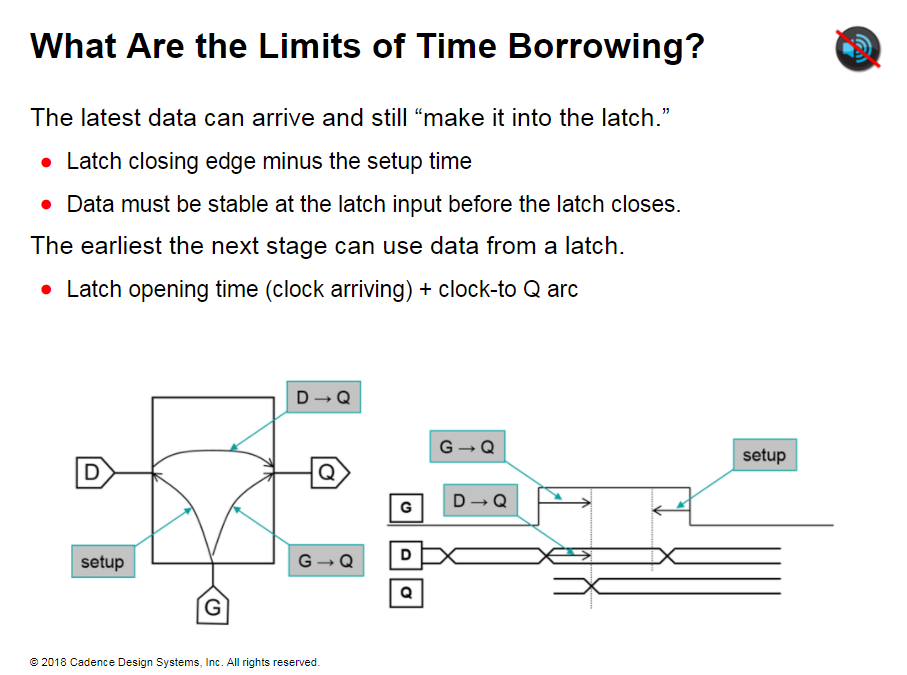 What Are the Limits of Time Borrowing?
The latest data can arrive and still “make it into the latch.”
● Latch closing edge minus the setup time
● Data must be stable at the latch input before the latch closes.
The earliest the next stage can use data from a latch.
● Latch opening time (clock arriving) + clock-to Q arc
D → Q
D
Q
setup
G → Q
G
G → Q
setup
G
D → Q
D
Q
© 2018 Cadence Design Systems, Inc. All rights reserved.